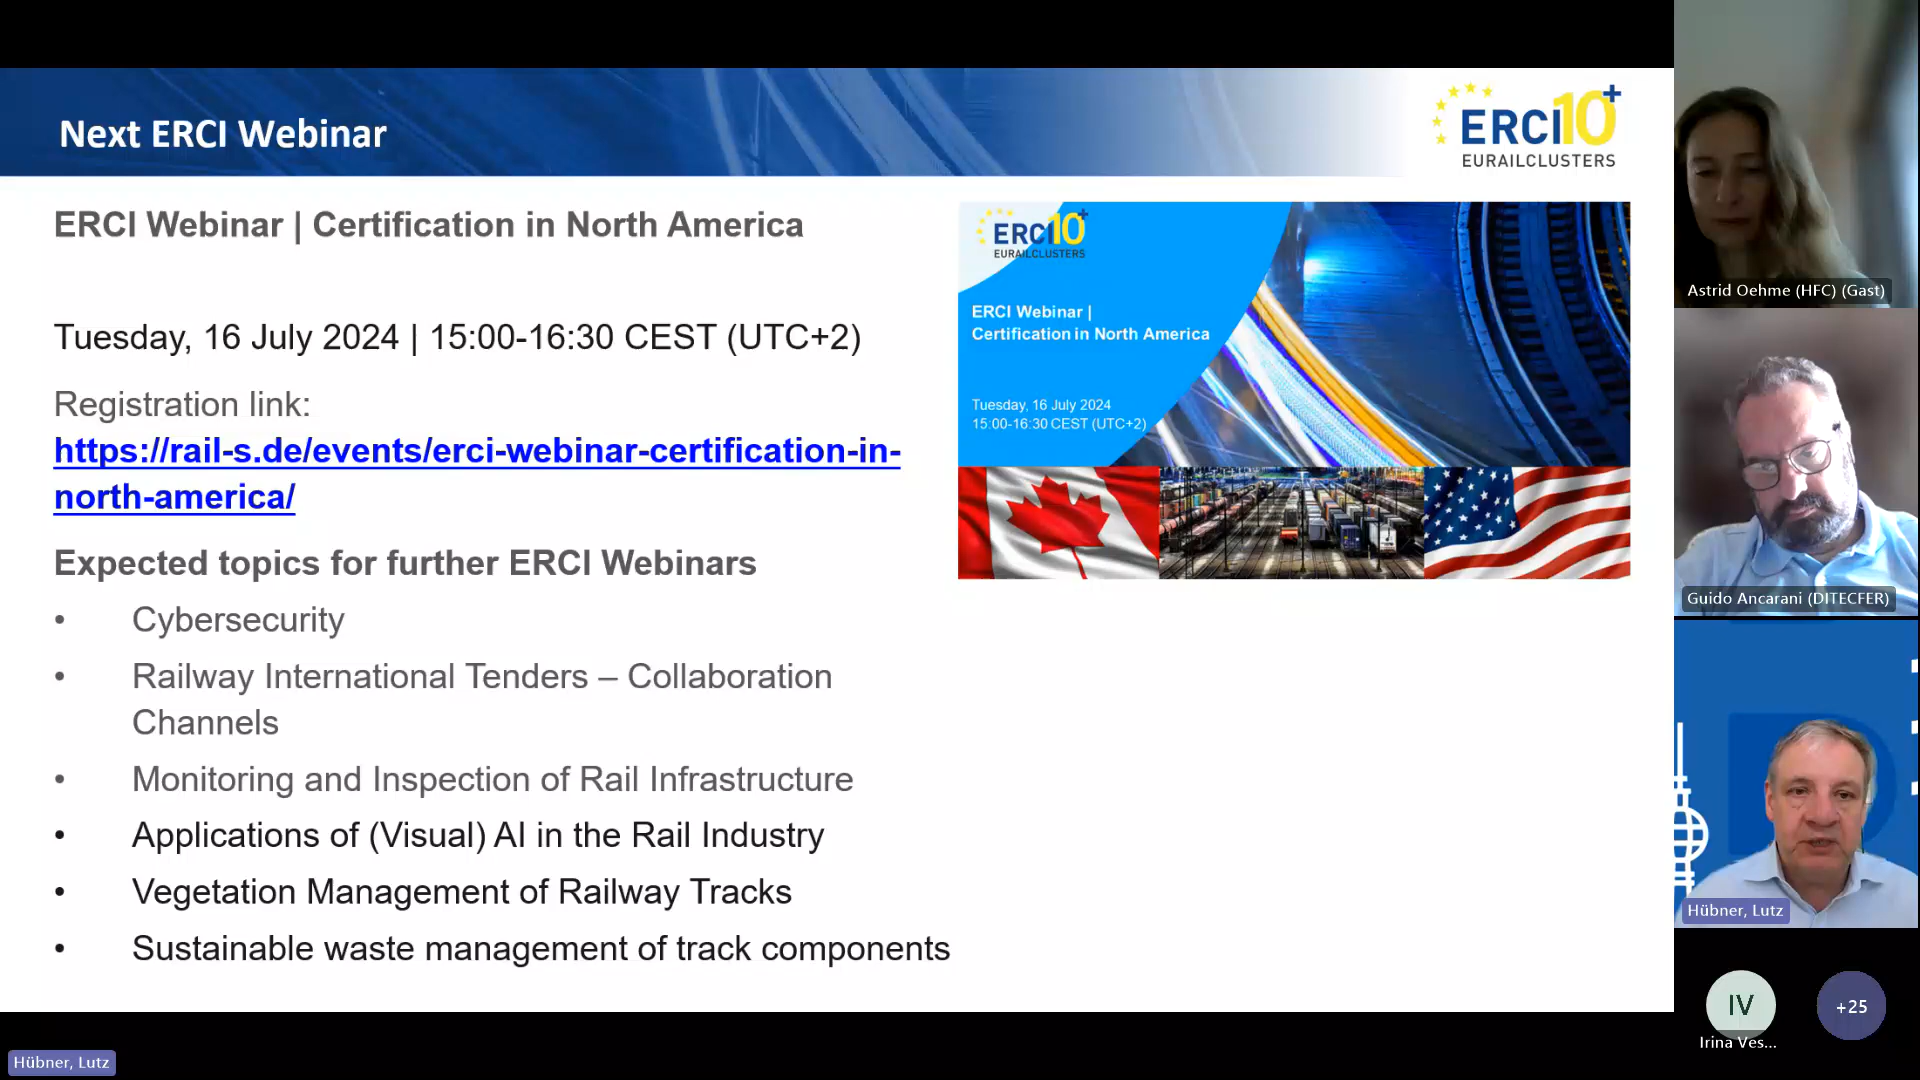 Next ERCI Webinar
ERCI10+
EURAILCLUSTERS
ERCI Webinar | Certification in North America
Tuesday, 16 July 2024 | 15:00-16:30 CEST (UTC+2)
Registration link:
https://rail-s.de/events/erci-webinar-certification-in-
north-america/
Expected topics for further ERCI Webinars
• Cybersecurity
• Railway International Tenders – Collaboration
Channels
• Monitoring and Inspection of Rail Infrastructure
• Applications of (Visual) AI in the Rail Industry
• Vegetation Management of Railway Tracks
• Sustainable waste management of track components
ERCI10+
EURAILCLUSTERS
ERCI Webinar |
Certification in North America
Tuesday, 16 July 2024
15:00-16:30 CEST (UTC+2)
Astrid Oehme (HFC) (Gast)
Guido Ancarani (DITECFER)
Hübner, Lutz
IV
Irina Ves...
+25
Hübner, Lutz